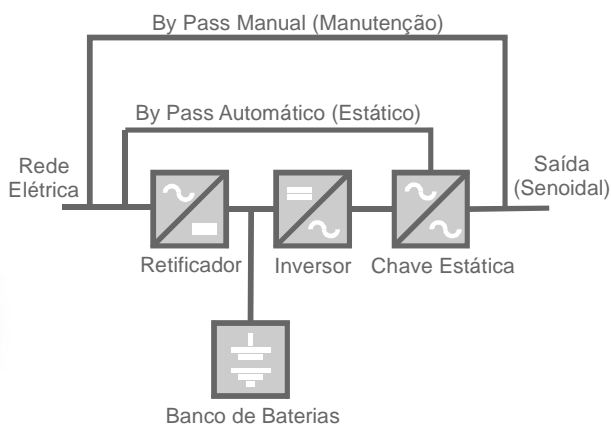 By Pass Manual (Manutenção)
By Pass Automático (Estático)
Rede
Elétrica
Saída
(Senoidal)
Retificador
Inversor
Chave Estática
Banco de Baterias